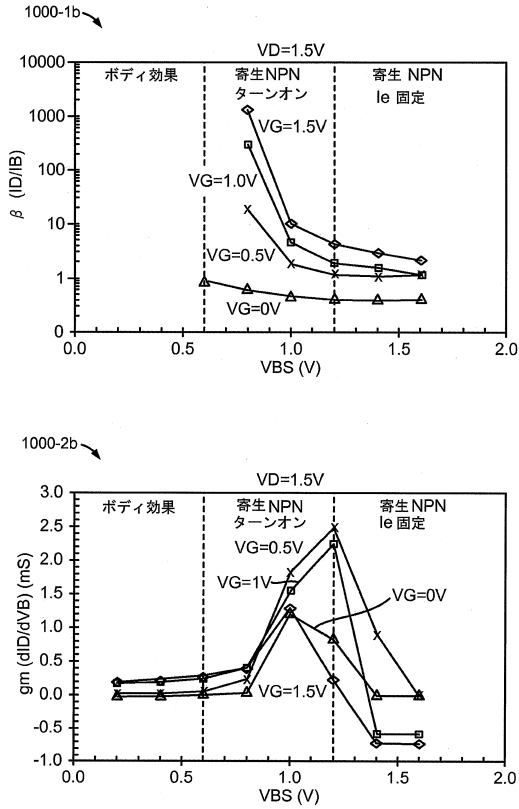 1000-1b
VD=1.5V
ボディ効果
寄生NPN
ターンオン
寄生 NPN
Ie 固定
VG=1.5V
VG=1.0V
VG=0.5V
VG=0V
β (ID/IB)
10000
1000
100
10
1
0
0.0
0.5
1.0
1.5
2.0
VBS (V)
1000-2b
VD=1.5V
ボディ効果
寄生NPN
ターンオン
寄生NPN
Ie 固定
VG=0.5V
VG=1V
VG=0V
VG=1.5V
gm (dID/dVB) (mS)
3.0
2.5
2.0
1.5
1.0
0.5
0.0
-0.5
-1.0
0.0
0.5
1.0
1.5
2.0
VBS (V)